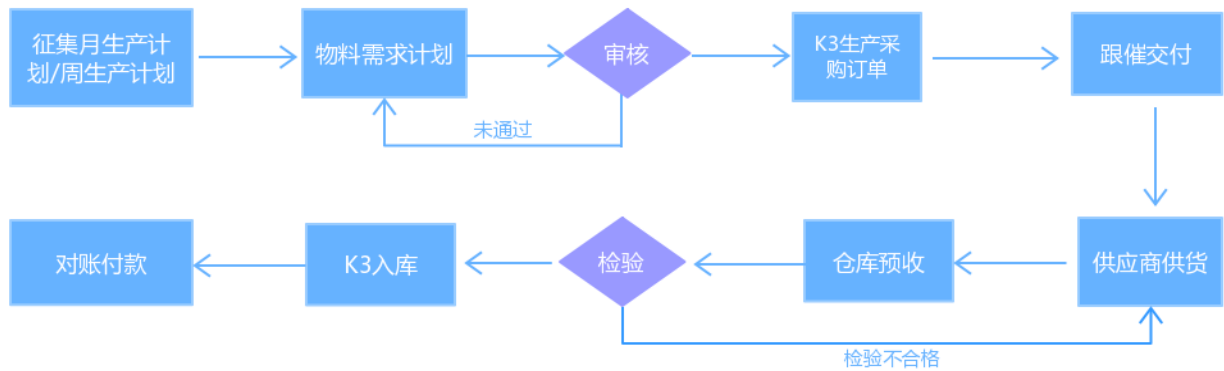 征集月生产计
划/周生产计划
物料需求计划
审核
K3生产采
购订单
跟催交付
未通过
对账付款
K3入库
检验
仓库预收
供应商供货
检验不合格